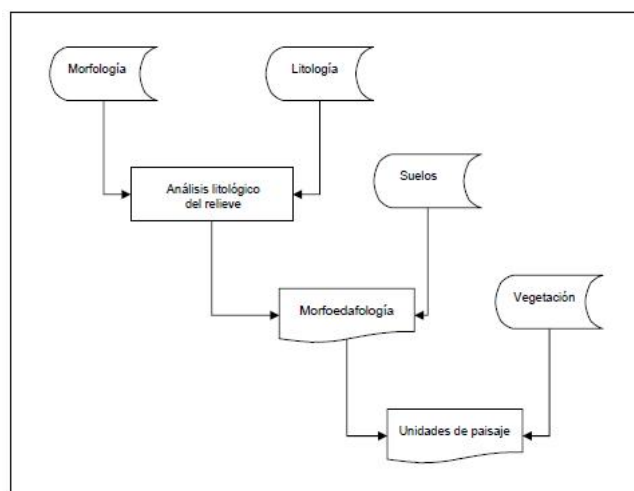 Morfología
Litología
Análisis litológico
del relieve
Suelos
Morfoedafología
Vegetación
Unidades de paisaje